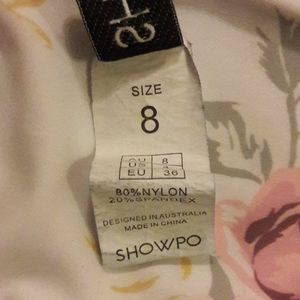 SIZE
8
AU 8
US
EU 36
80%NYLON
20%SPANDEX
DESIGNED IN AUSTRALIA
MADE IN CHINA
SHOWPO